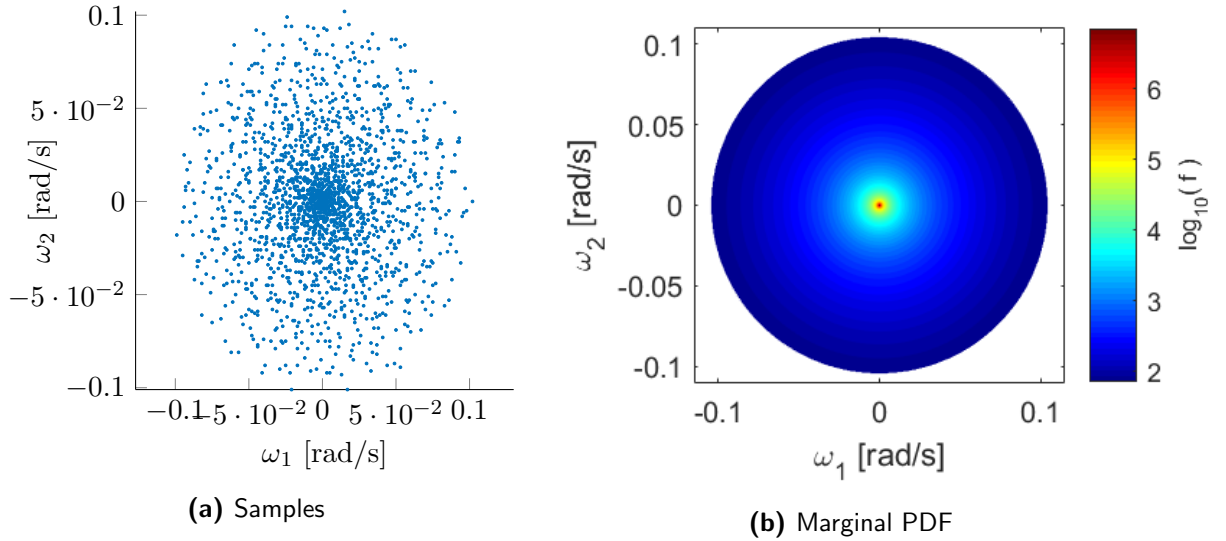 0.1
5 · 10⁻²
0
−5 · 10⁻²
−0.1
ω₂ [rad/s]
−0.1
−5 · 10⁻²
0
5 · 10⁻²
0.1
ω₁ [rad/s]
(a) Samples
0.1
0.05
0
-0.05
-0.1
ω₂ [rad/s]
-0.1
0
0.1
ω₁ [rad/s]
6
5
4
3
2
log₁₀( f )
(b) Marginal PDF